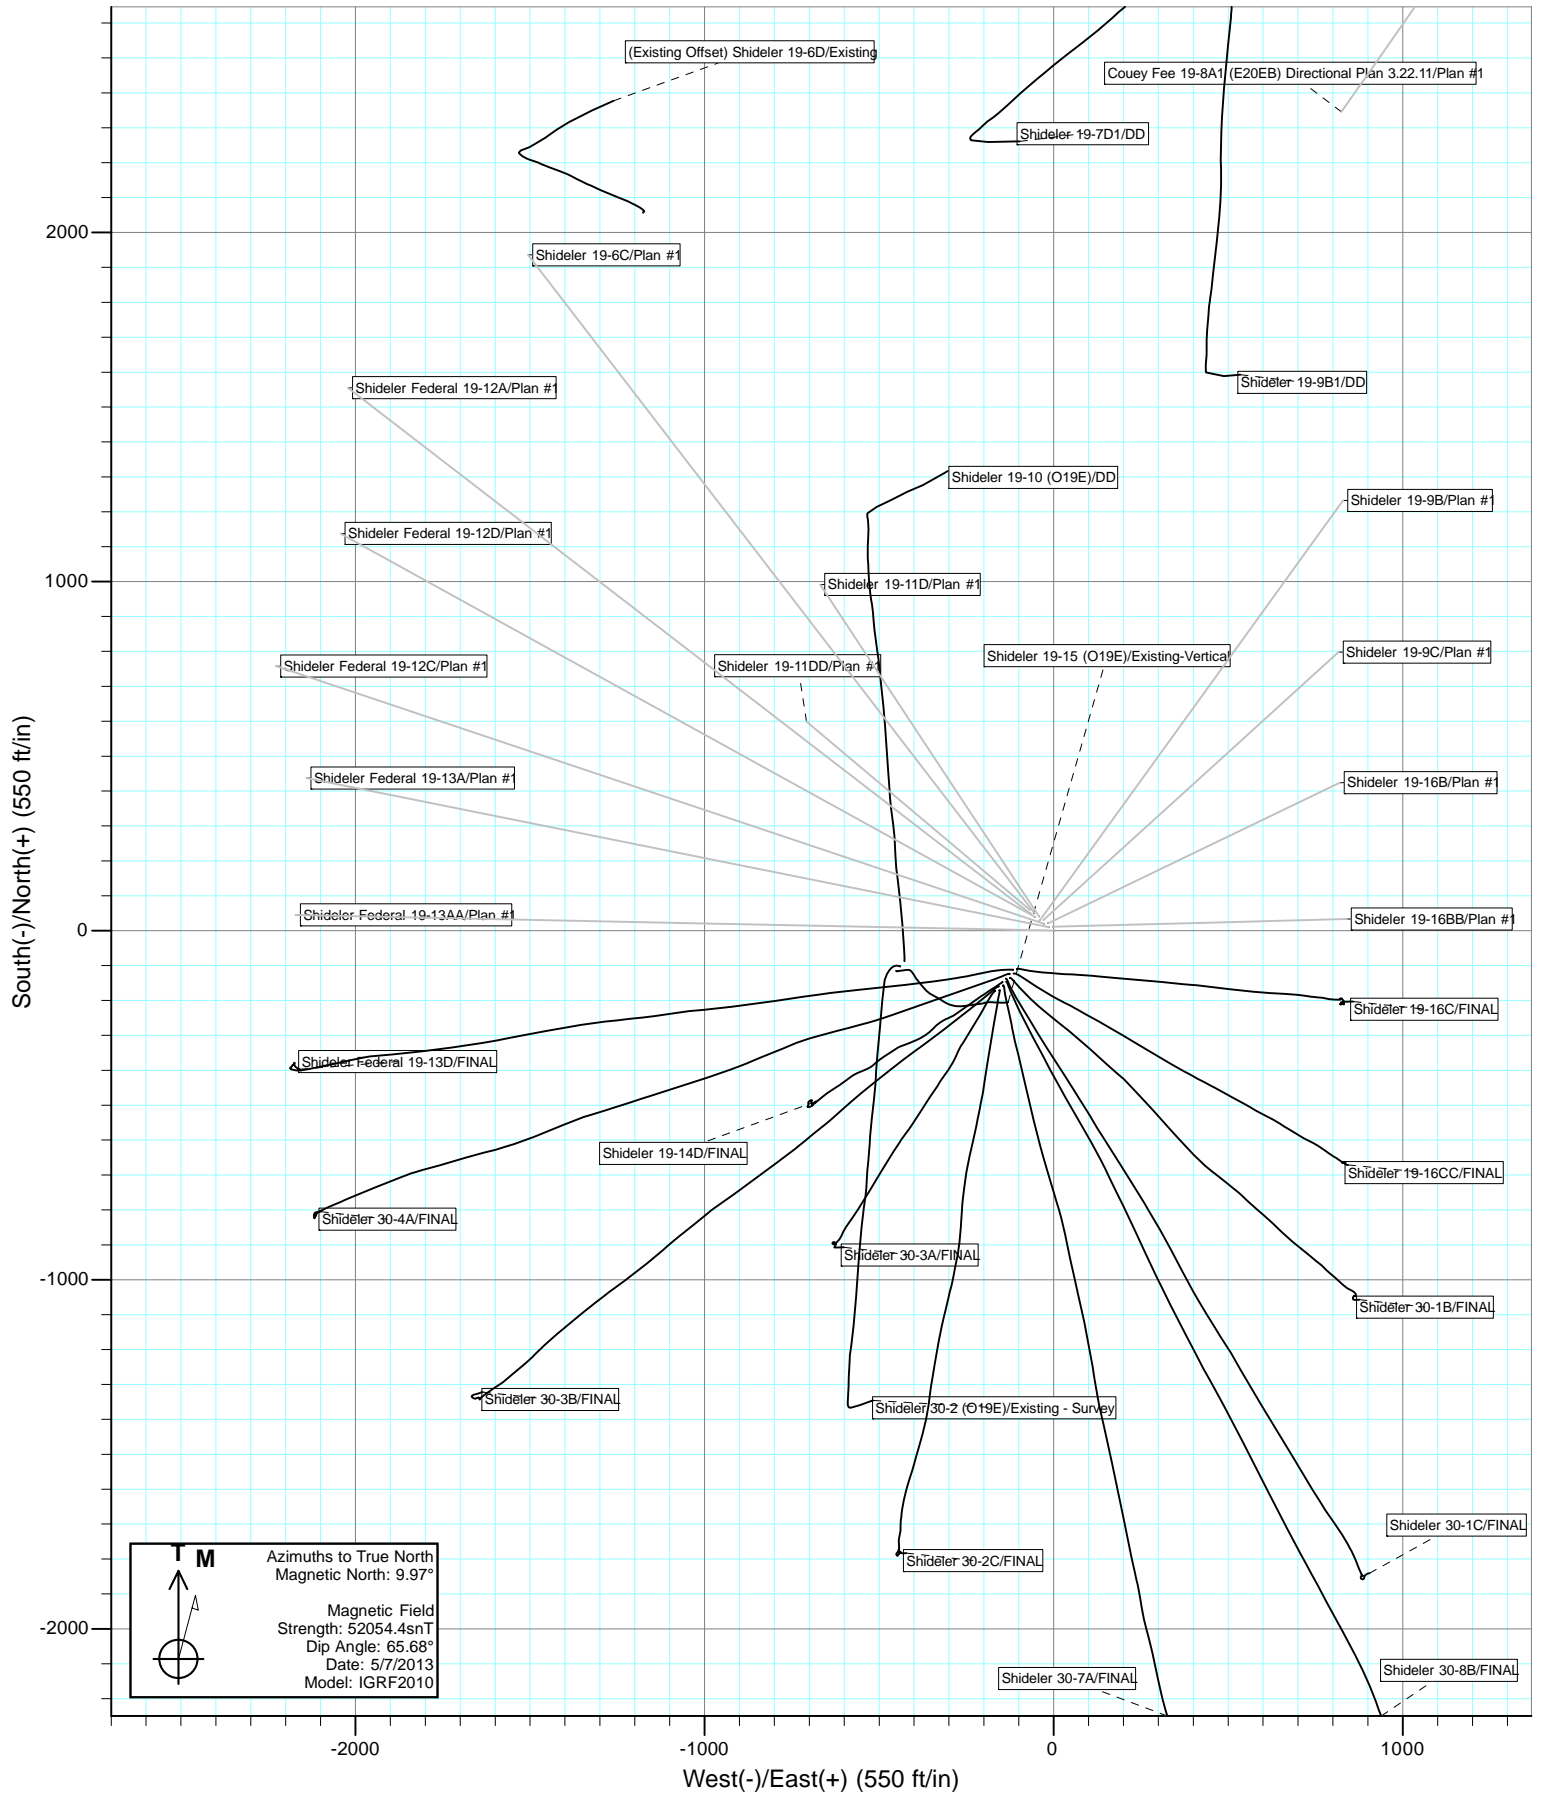 (Existing Offset) Shideler 19-6D/Existing
Couey Fee 19-8A1 (E20EB) Directional Plan 3.22.11/Plan #1
Shideler 19-7D1/DD
2000
Shideler 19-6C/Plan #1
Shideler Federal 19-12A/Plan #1
Shideler 19-9B1/DD
Shideler 19-10 (O19E)/DD
Shideler 19-9B/Plan #1
Shideler Federal 19-12D/Plan #1
1000
Shideler 19-11D/Plan #1
Shideler 19-15 (O19E)/Existing-Vertical
Shideler 19-9C/Plan #1
Shideler Federal 19-12C/Plan #1
Shideler 19-11DD/Plan #1
Shideler Federal 19-13A/Plan #1
Shideler 19-16B/Plan #1
South(-)/North(+) (550 ft/in)
Shideler Federal 19-13AA/Plan #1
Shideler 19-16BB/Plan #1
0
Shideler 19-16C/FINAL
Shideler Federal 19-13D/FINAL
Shideler 19-14D/FINAL
Shideler 19-16CC/FINAL
Shideler 30-4A/FINAL
Shideler 30-3A/FINAL
-1000
Shideler 30-1B/FINAL
Shideler 30-3B/FINAL
Shideler 30-2 (O19E)/Existing - Survey
Shideler 30-1C/FINAL
Shideler 30-2C/FINAL
T M
Azimuths to True North
Magnetic North: 9.97°
Magnetic Field
Strength: 52054.4snT
Dip Angle: 65.68°
Date: 5/7/2013
Model: IGRF2010
-2000
Shideler 30-7A/FINAL
Shideler 30-8B/FINAL
-2000
-1000
0
1000
West(-)/East(+) (550 ft/in)